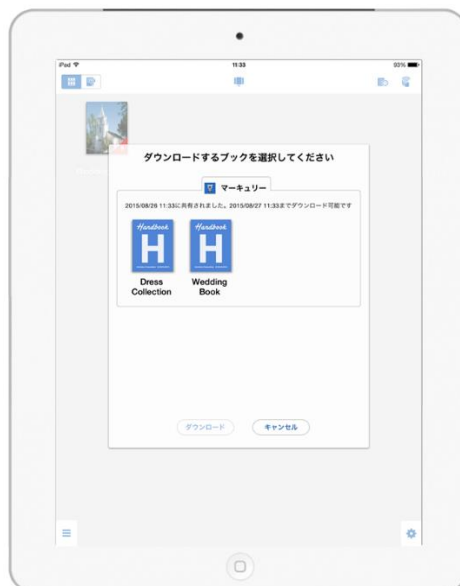 iPad 11:33 93%
ダウンロードするブックを選択してください
マーキュリー
2015/08/26 11:33に共有されました。2015/08/27 11:33までダウンロード可能です
Handbook Handbook
H H
Dress Wedding
Collection Book
ダウンロード キャンセル